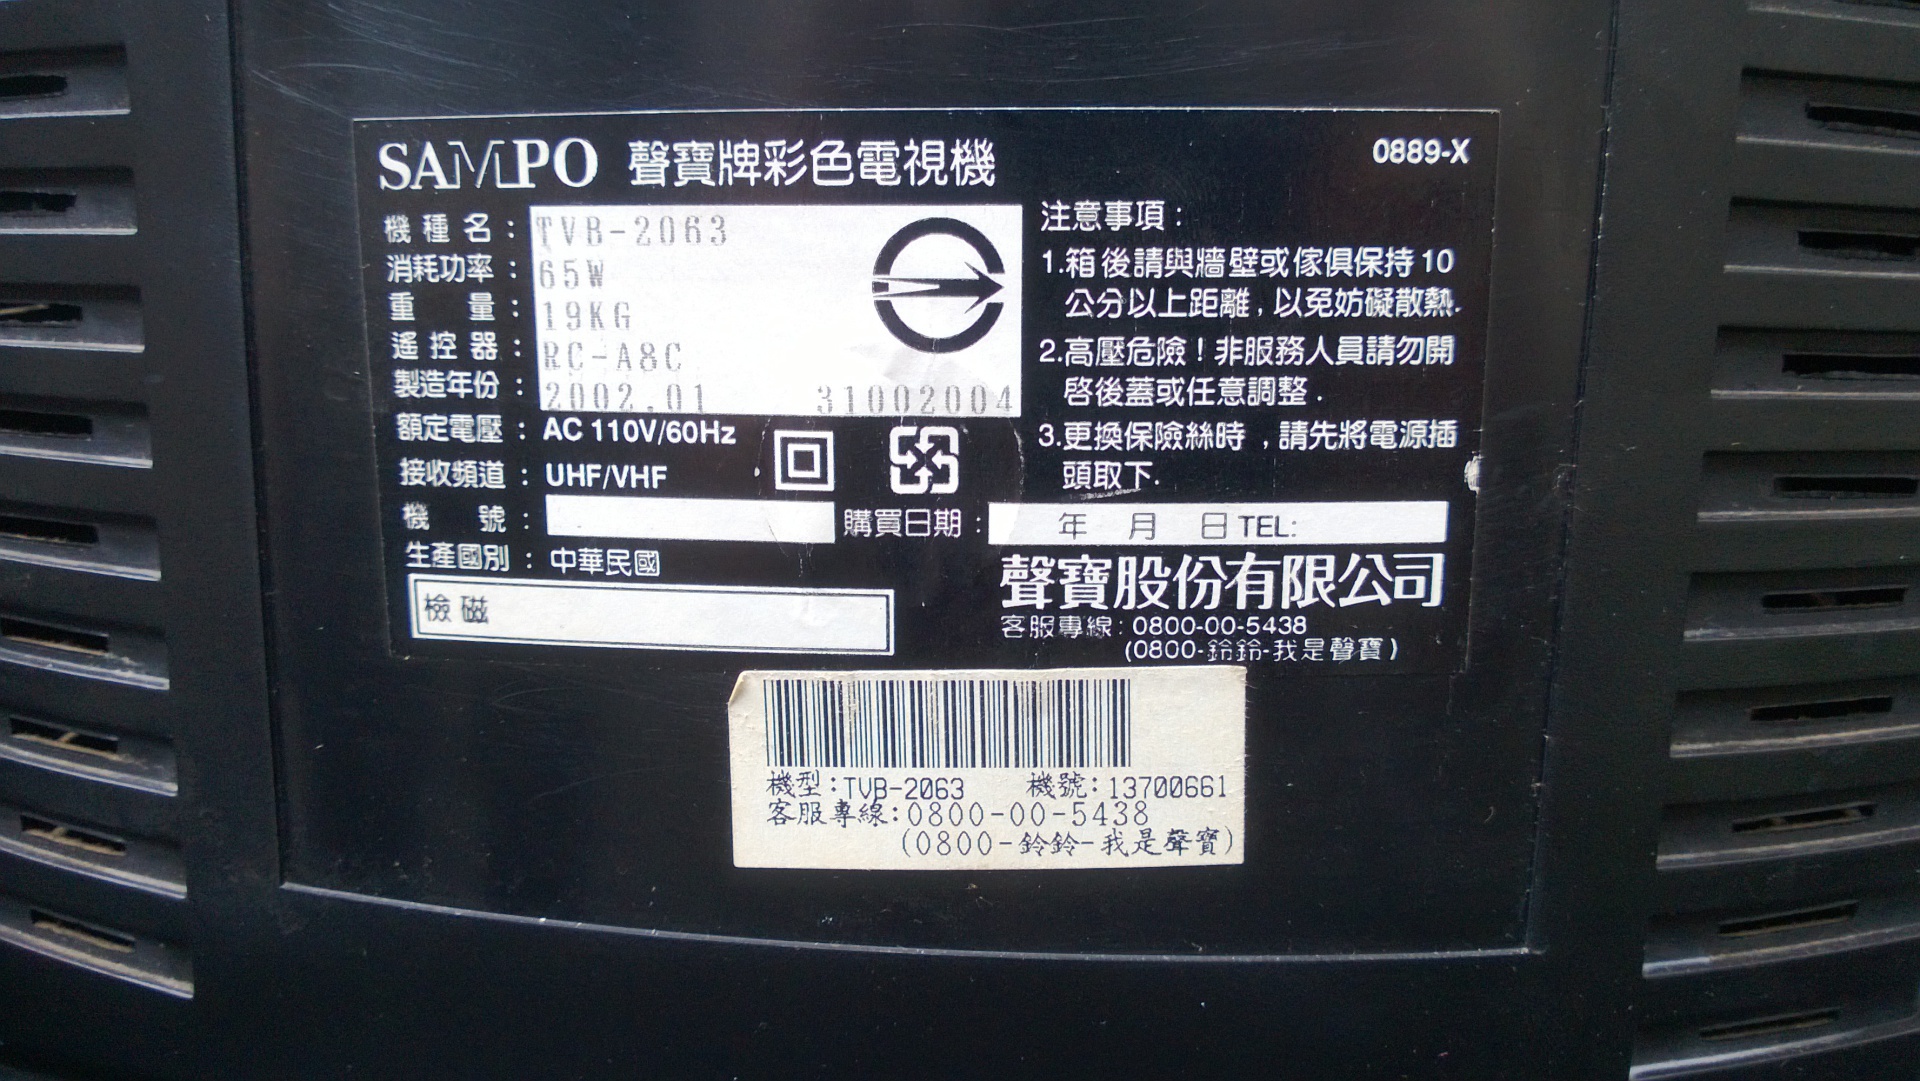 SAMPO 聲寶牌彩色電視機
0889-X
機種名：TVB-2063
消耗功率：65W
重量：19KG
遙控器：RC-A8C
製造年份：2002.01 31002004
額定電壓：AC 110V/60Hz
接收頻道：UHF/VHF
機號：
生產國別：中華民國
檢磁
注意事項：
1.箱後請與牆壁或傢俱保持10
公分以上距離，以免妨礙散熱.
2.高壓危險！非服務人員請勿開
啓後蓋或任意調整.
3.更換保險絲時，請先將電源插
頭取下.
購買日期：年 月 日 TEL:
聲寶股份有限公司
客服專線：0800-00-5438
(0800-鈴鈴-我是聲寶)
機型：TVB-2063 機號：13700661
客服專線：0800-00-5438
(0800-鈴鈴-我是聲寶)